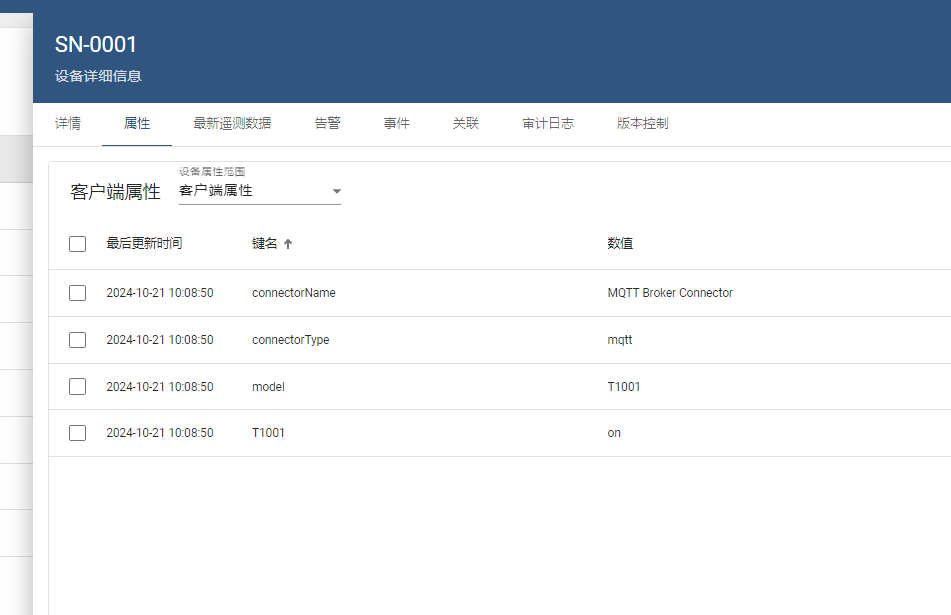 SN-0001
设备详细信息
详情 属性 最新遥测数据 告警 事件 关联 审计日志 版本控制
设备属性范围
客户端属性 客户端属性
最后更新时间 键名 数值
2024-10-21 10:08:50 connectorName MQTT Broker Connector
2024-10-21 10:08:50 connectorType mqtt
2024-10-21 10:08:50 model T1001
2024-10-21 10:08:50 T1001 on